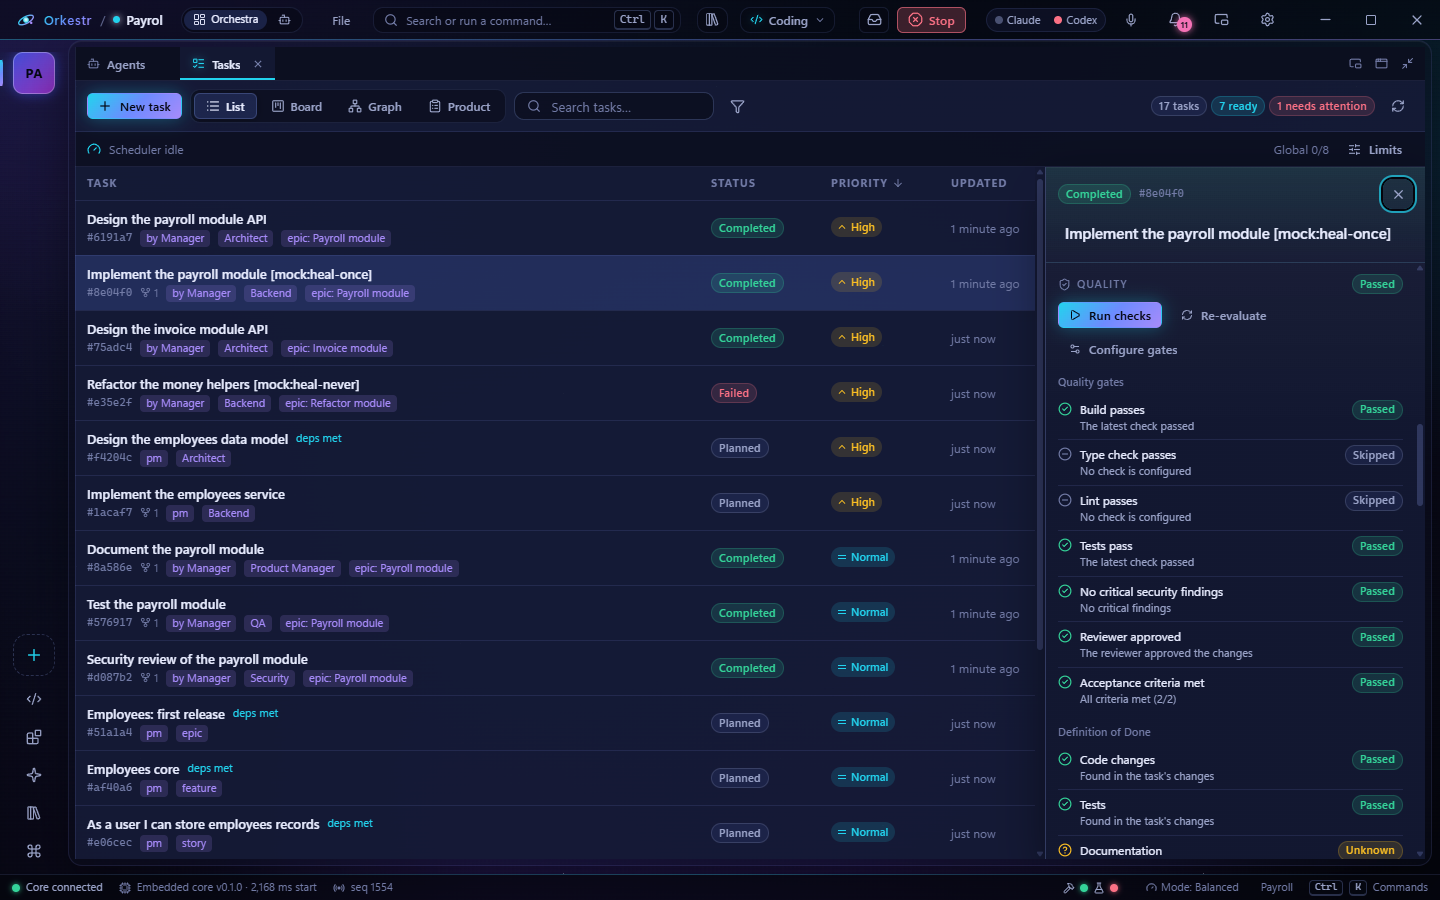 Orkestr / Payrol
Orchestra
File
Search or run a command...
Ctrl K
Coding
Stop
Claude
Codex
11
PA
Agents
Tasks
New task
List
Board
Graph
Product
Search tasks...
17 tasks
7 ready
1 needs attention
Scheduler idle
Global 0/8
Limits
TASK STATUS PRIORITY UPDATED
Design the payroll module API
#6191a7 by Manager Architect epic: Payroll module
Completed High 1 minute ago
Implement the payroll module [mock:heal-once]
#8e04f0 1 by Manager Backend epic: Payroll module
Completed High 1 minute ago
Design the invoice module API
#75adc4 by Manager Architect epic: Invoice module
Completed High just now
Refactor the money helpers [mock:heal-never]
#e35e2f by Manager Backend epic: Refactor module
Failed High just now
Design the employees data model deps met
#f4204c pm Architect
Planned High just now
Implement the employees service
#1acaf7 1 pm Backend
Planned High just now
Document the payroll module
#8a586e 1 by Manager Product Manager epic: Payroll module
Completed Normal 1 minute ago
Test the payroll module
#576917 1 by Manager QA epic: Payroll module
Completed Normal 1 minute ago
Security review of the payroll module
#d087b2 1 by Manager Security epic: Payroll module
Completed Normal 1 minute ago
Employees: first release deps met
#51a1a4 pm epic
Planned Normal just now
Employees core deps met
#af40a6 pm feature
Planned Normal just now
As a user I can store employees records deps met
#e06cec pm story
Planned Normal just now
Completed #8e04f0
Implement the payroll module [mock:heal-once]
QUALITY Passed
Run checks
Re-evaluate
Configure gates
Quality gates
Build passes Passed
The latest check passed
Type check passes Skipped
No check is configured
Lint passes Skipped
No check is configured
Tests pass Passed
The latest check passed
No critical security findings Passed
No critical findings
Reviewer approved Passed
The reviewer approved the changes
Acceptance criteria met Passed
All criteria met (2/2)
Definition of Done
Code changes Passed
Found in the task's changes
Tests Passed
Found in the task's changes
Documentation Unknown
Core connected
Embedded core v0.1.0 · 2,168 ms start
seq 1554
Mode: Balanced
Payroll
Ctrl K Commands